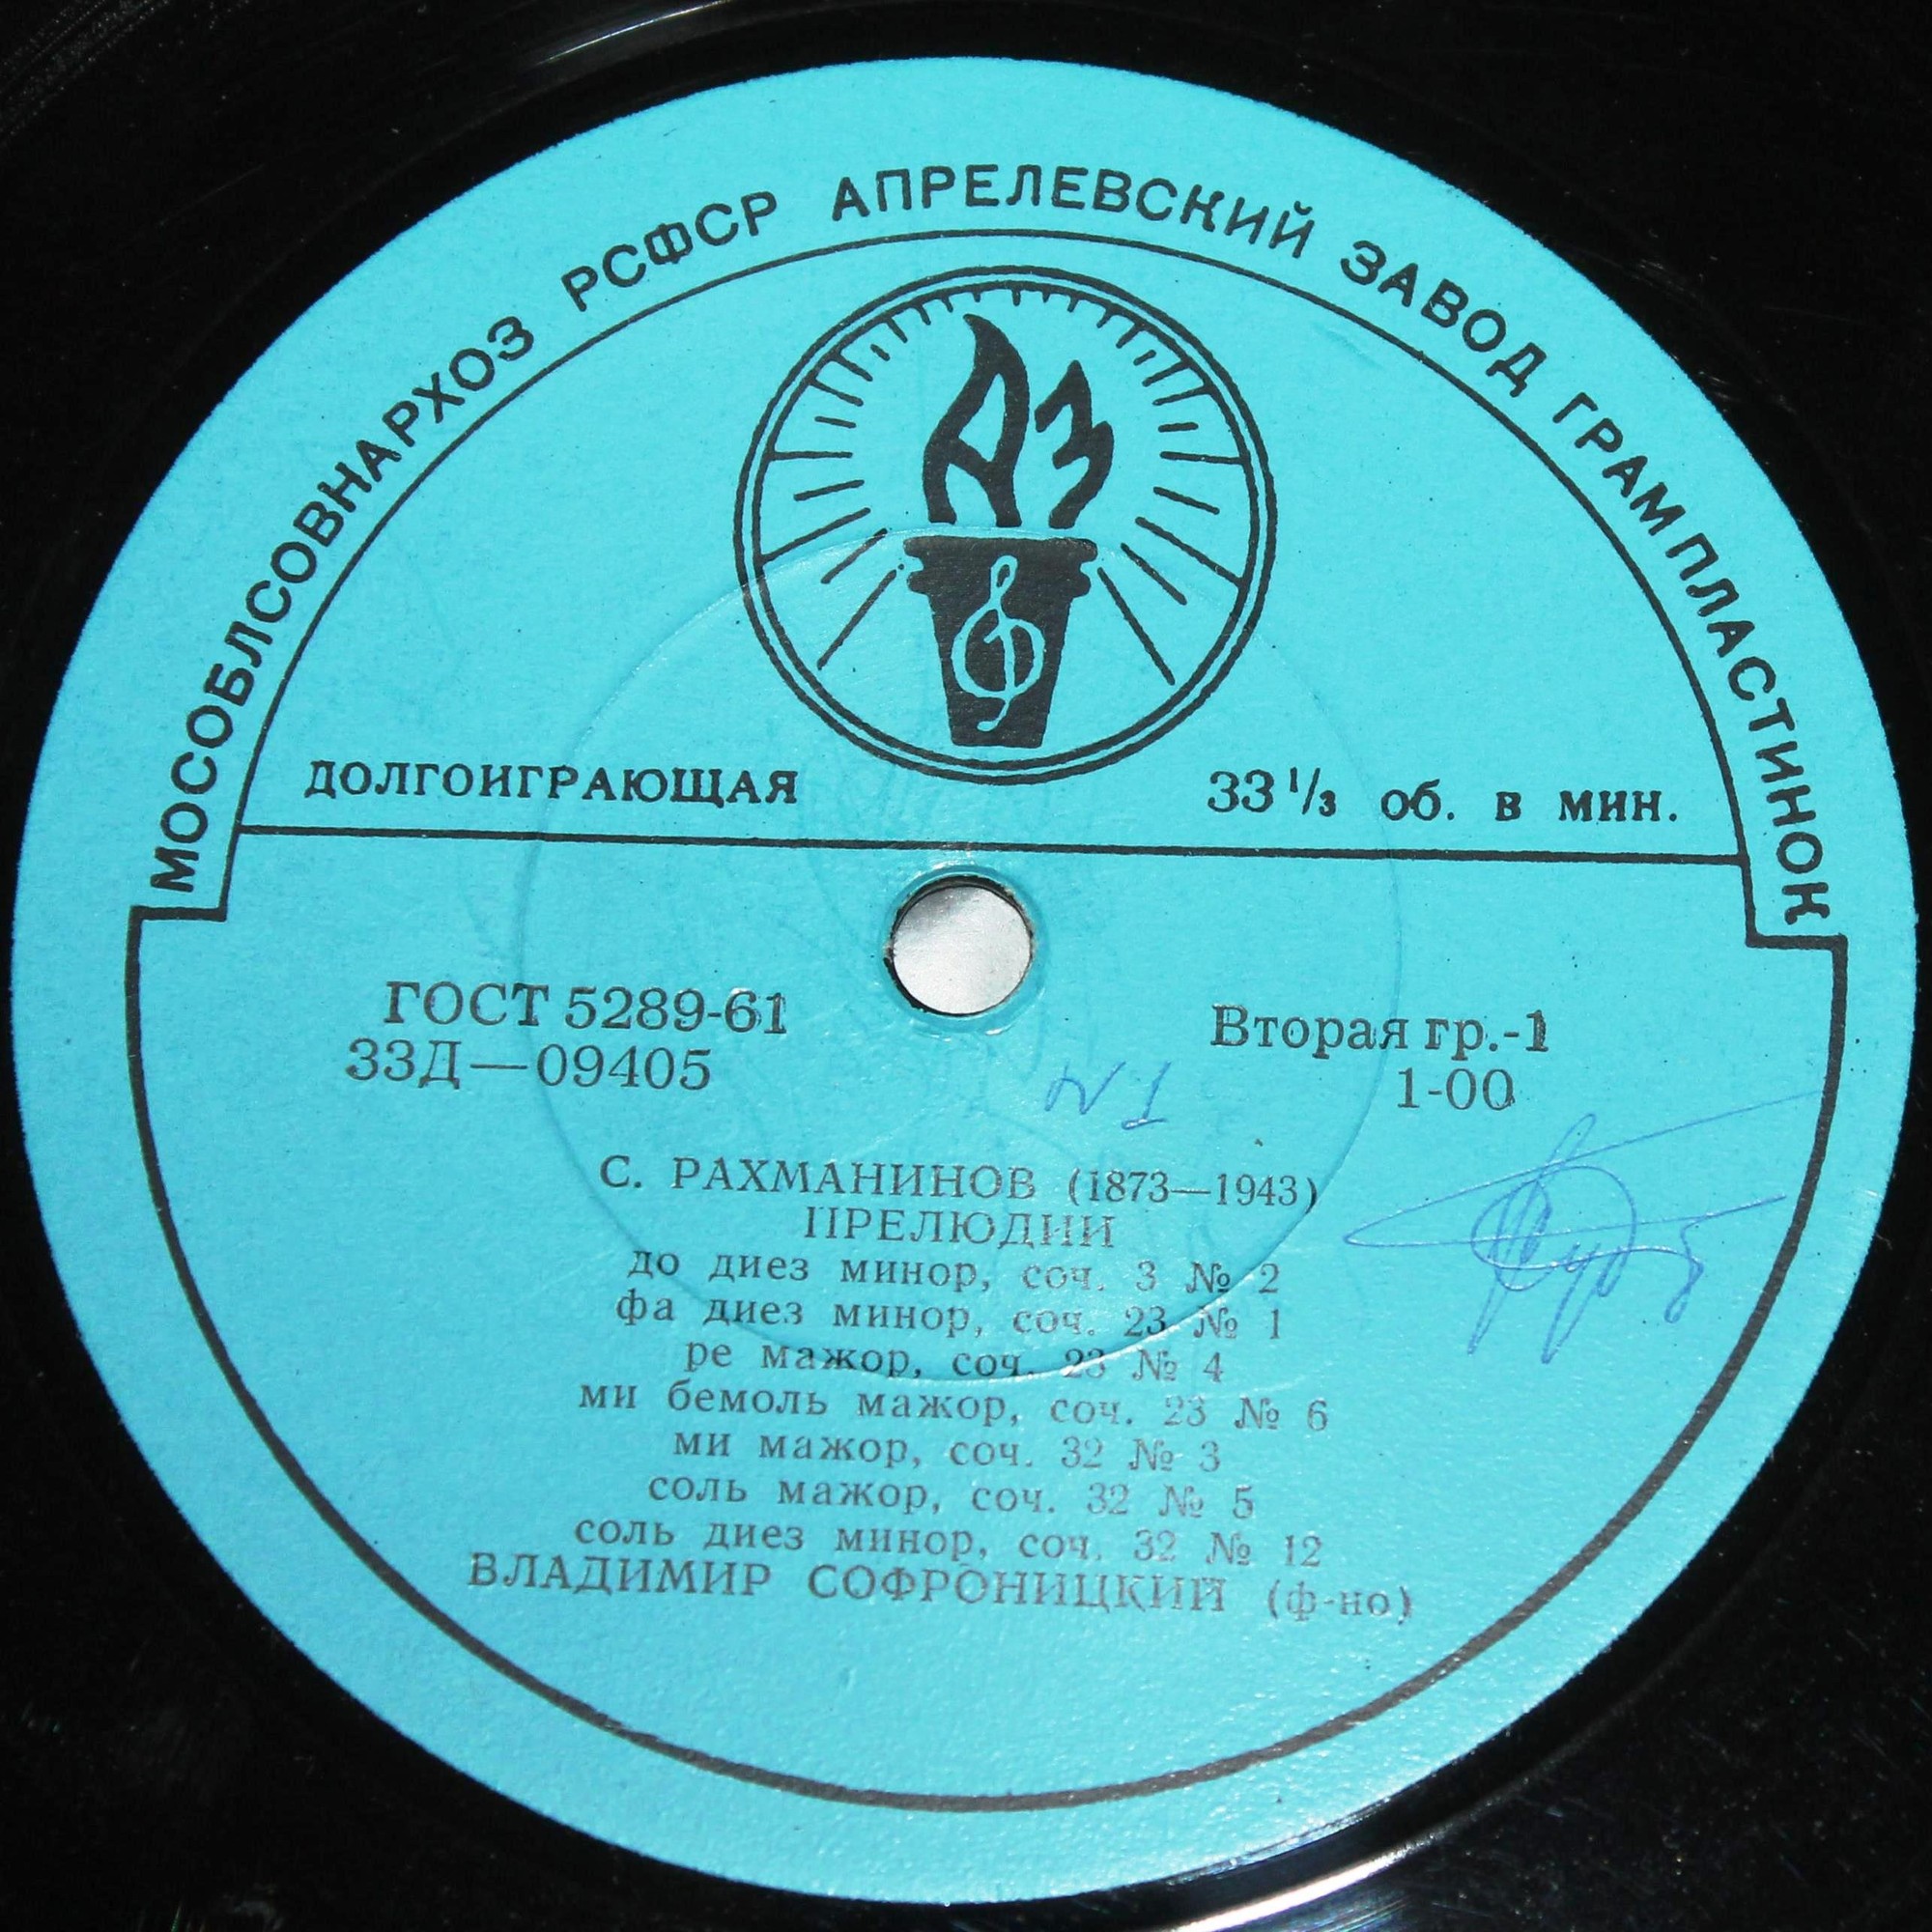 МОСОБЛСОВНАРХОЗ РСФСР АПРЕЛЕВСКИЙ ЗАВОД ГРАМПЛАСТИНОК
АЗ
ДОЛГОИГРАЮЩАЯ 33 1/3 об. в мин.
ГОСТ 5289-61 Вторая гр.-1
33Д—09405 1-00
N1
С. РАХМАНИНОВ (1873—1943)
ПРЕЛЮДИИ
до диез минор, соч. 3 № 2
фа диез минор, соч. 23 № 1
ре мажор, соч. 23 № 4
ми бемоль мажор, соч. 23 № 6
ми мажор, соч. 32 № 3
соль мажор, соч. 32 № 5
соль диез минор, соч. 32 № 12
ВЛАДИМИР СОФРОНИЦКИЙ (ф-но)